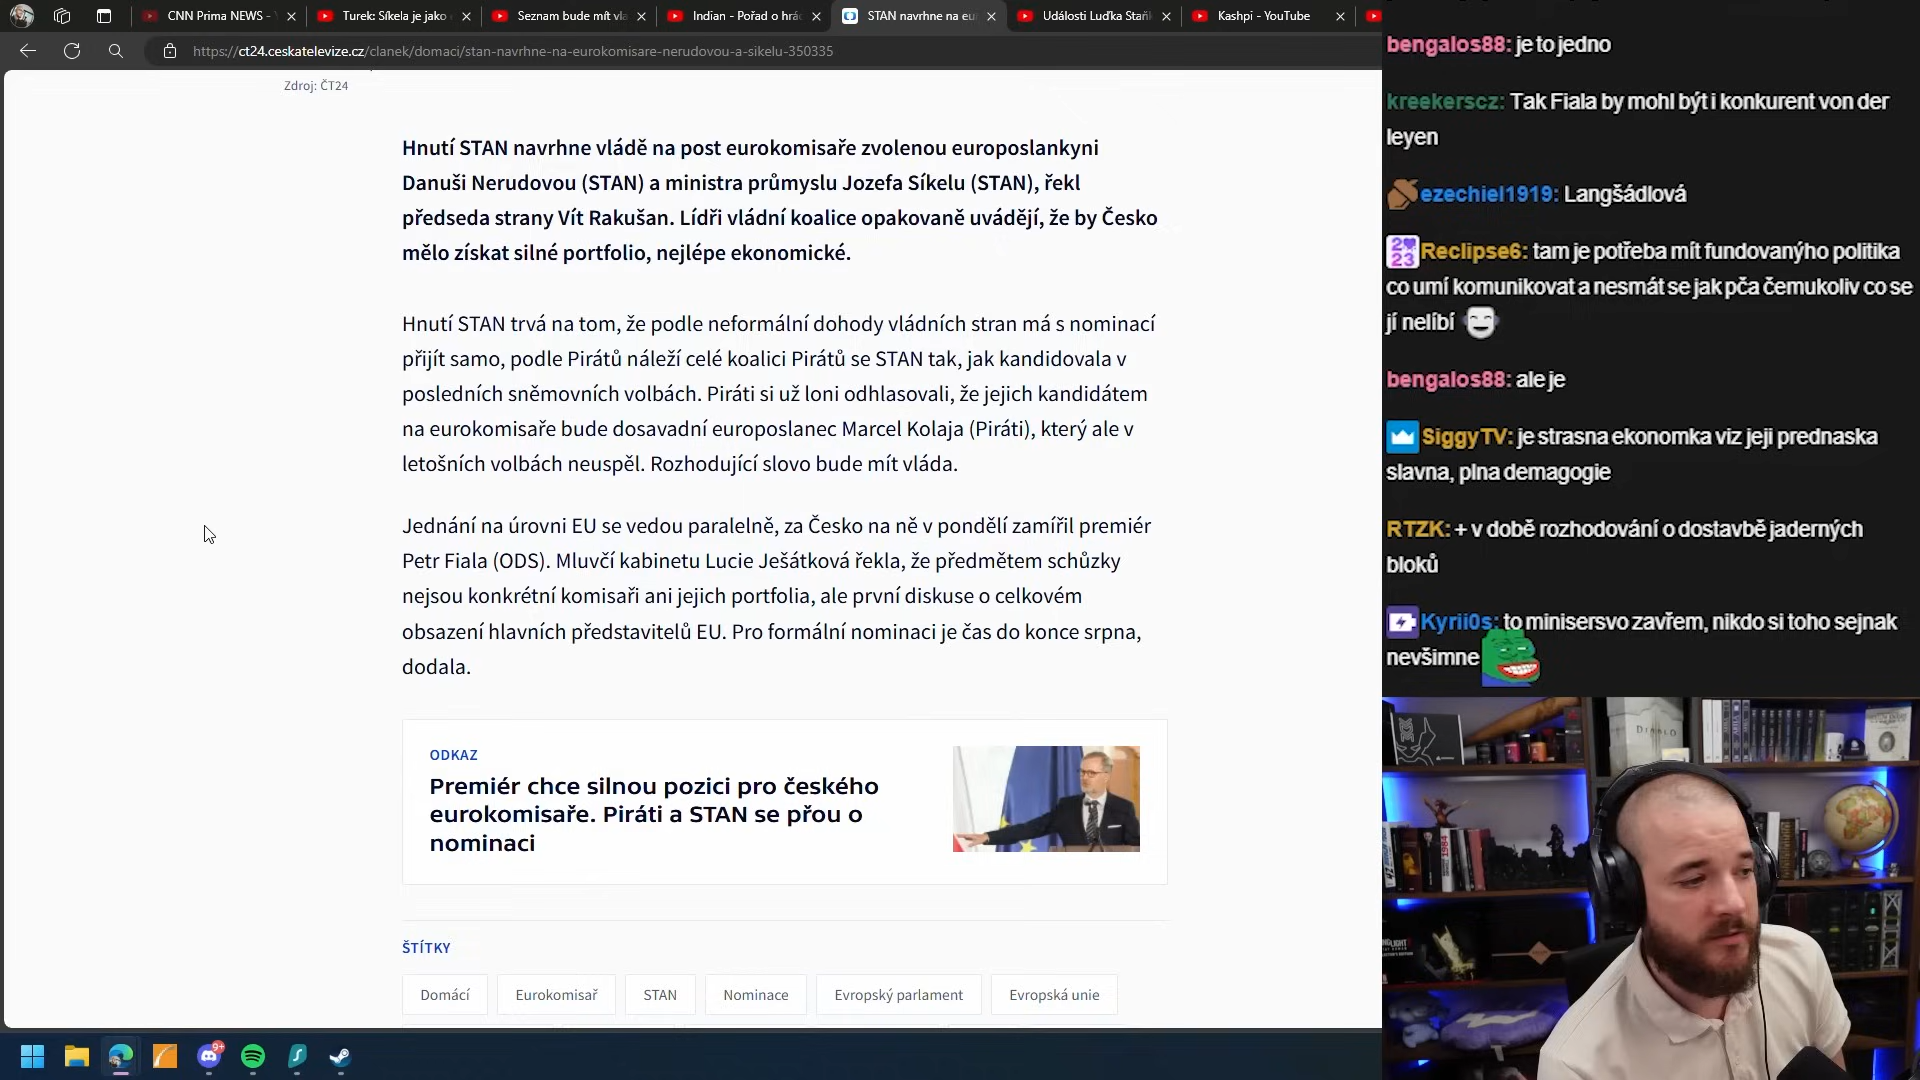 CNN Prima NEWS -
Turek: Síkela je jako
Seznam bude mít vla
Indian - Pořad o hrác
STAN navrhne na eu
Události Luďka Staň
Kashpi - YouTube
https://ct24.ceskatelevize.cz/clanek/domaci/stan-navrhne-na-eurokomisare-nerudovou-a-sikelu-350335
Zdroj: ČT24
Hnutí STAN navrhne vládě na post eurokomisaře zvolenou europoslankyni
Danuši Nerudovou (STAN) a ministra průmyslu Jozefa Síkelu (STAN), řekl
předseda strany Vít Rakušan. Lídři vládní koalice opakovaně uvádějí, že by Česko
mělo získat silné portfolio, nejlépe ekonomické.
Hnutí STAN trvá na tom, že podle neformální dohody vládních stran má s nominací
přijít samo, podle Pirátů náleží celé koalici Pirátů se STAN tak, jak kandidovala v
posledních sněmovních volbách. Piráti si už loni odhlasovali, že jejich kandidátem
na eurokomisaře bude dosavadní europoslanec Marcel Kolaja (Piráti), který ale v
letošních volbách neuspěl. Rozhodující slovo bude mít vláda.
Jednání na úrovni EU se vedou paralelně, za Česko na ně v pondělí zamířil premiér
Petr Fiala (ODS). Mluvčí kabinetu Lucie Ješátková řekla, že předmětem schůzky
nejsou konkrétní komisaři ani jejich portfolia, ale první diskuse o celkovém
obsazení hlavních představitelů EU. Pro formální nominaci je čas do konce srpna,
dodala.
ODKAZ
Premiér chce silnou pozici pro českého
eurokomisaře. Piráti a STAN se přou o
nominaci
ŠTÍTKY
Domácí
Eurokomisař
STAN
Nominace
Evropský parlament
Evropská unie
9+
bengalos88: je to jedno
kreekerscz: Tak Fiala by mohl být i konkurent von der
leyen
ezechiel1919: Langšádlová
2023
Reclipse6: tam je potřeba mít fundovanýho politika
co umí komunikovat a nesmát se jak pča čemukoliv co se
jí nelíbí
bengalos88: ale je
SiggyTV: je strasna ekonomka viz jeji prednaska
slavna, plna demagogie
RTZK: + v době rozhodování o dostavbě jaderných
bloků
Kyrii0s: to minisersvo zavřem, nikdo si toho sejnak
nevšimne
DIABLO
1984